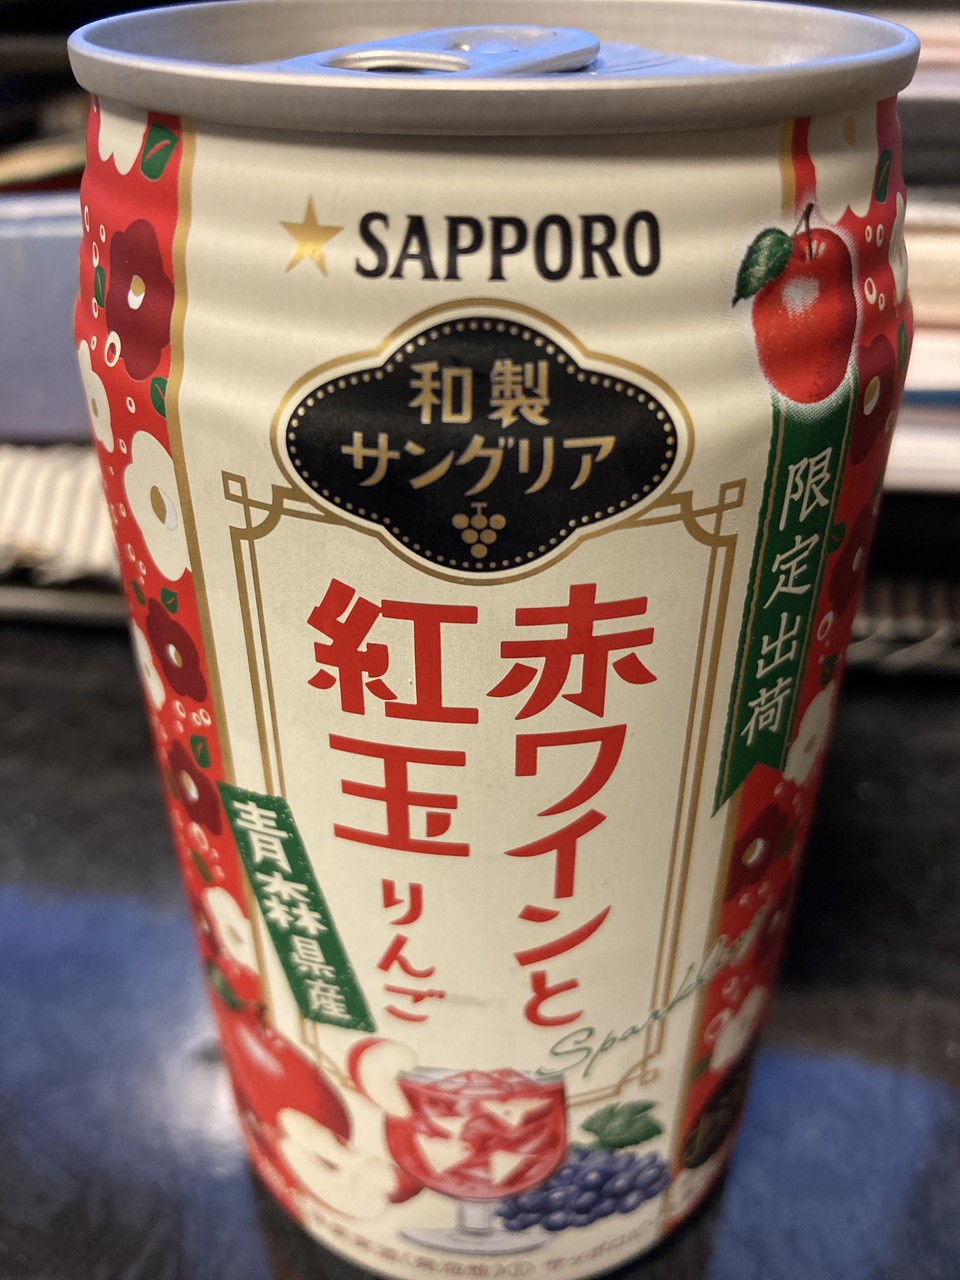 SAPPORO
和製
サングリア
赤ワインと
紅玉りんご
限定出荷
青森県産
Sparkling